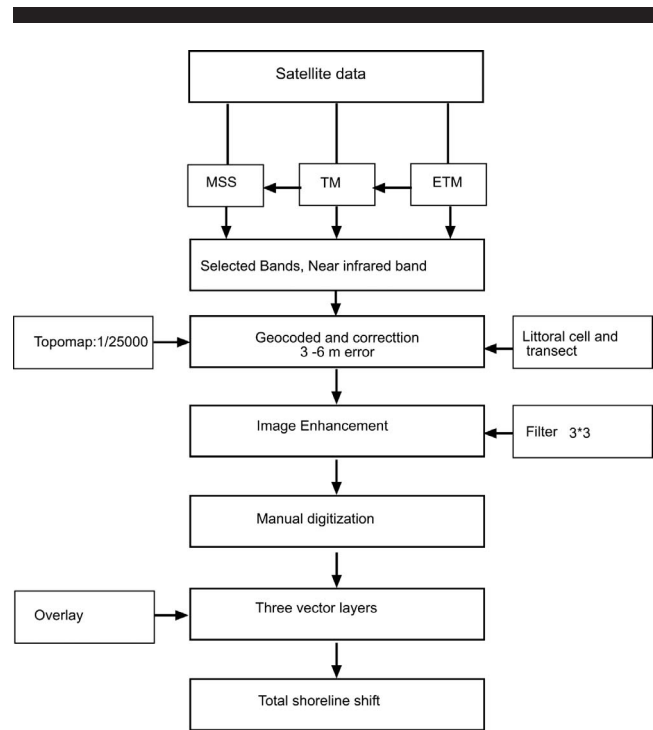 Satellite data
MSS
TM
ETM
Selected Bands, Near infrared band
Topomap:1/25000
Geocoded and correcttion
3 -6 m error
Littoral cell and
transect
Image Enhancement
Filter 3*3
Manual digitization
Overlay
Three vector layers
Total shoreline shift